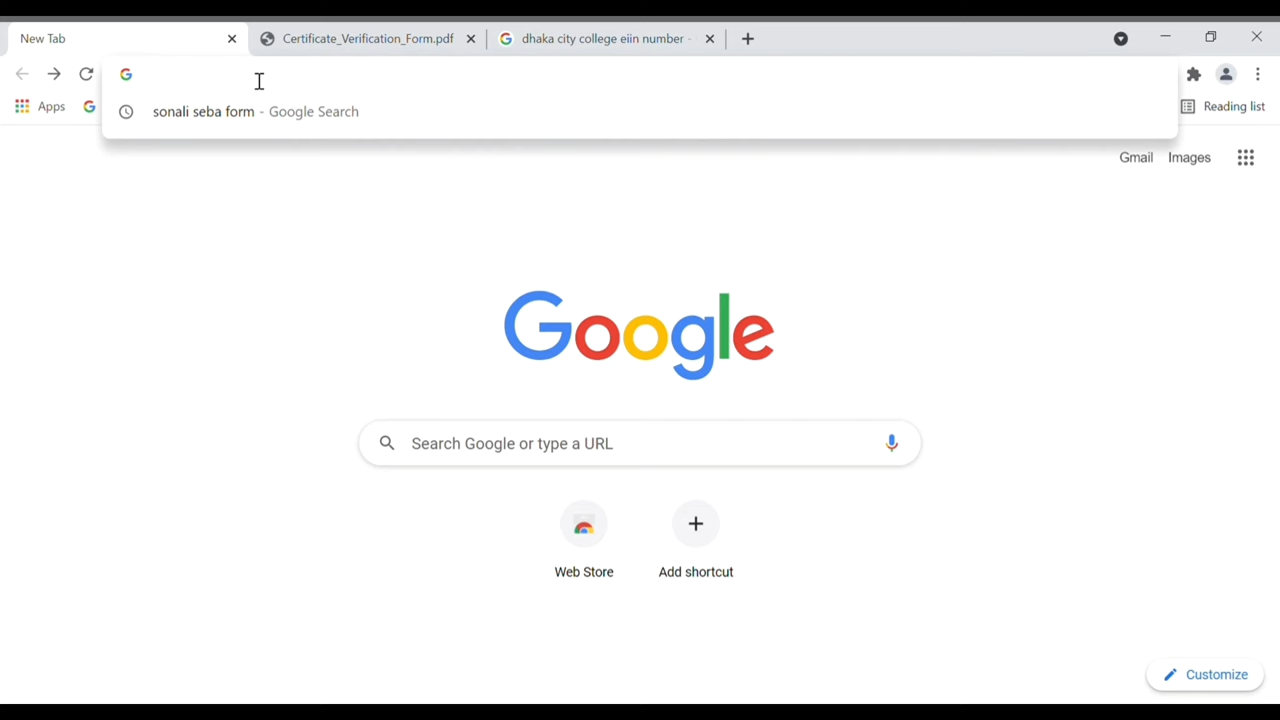 New Tab
Certificate_Verification_Form.pdf
dhaka city college eiin number -
sonali seba form - Google Search
Apps
G
Reading list
Gmail
Images
Google
Search Google or type a URL
Web Store
Add shortcut
Customize